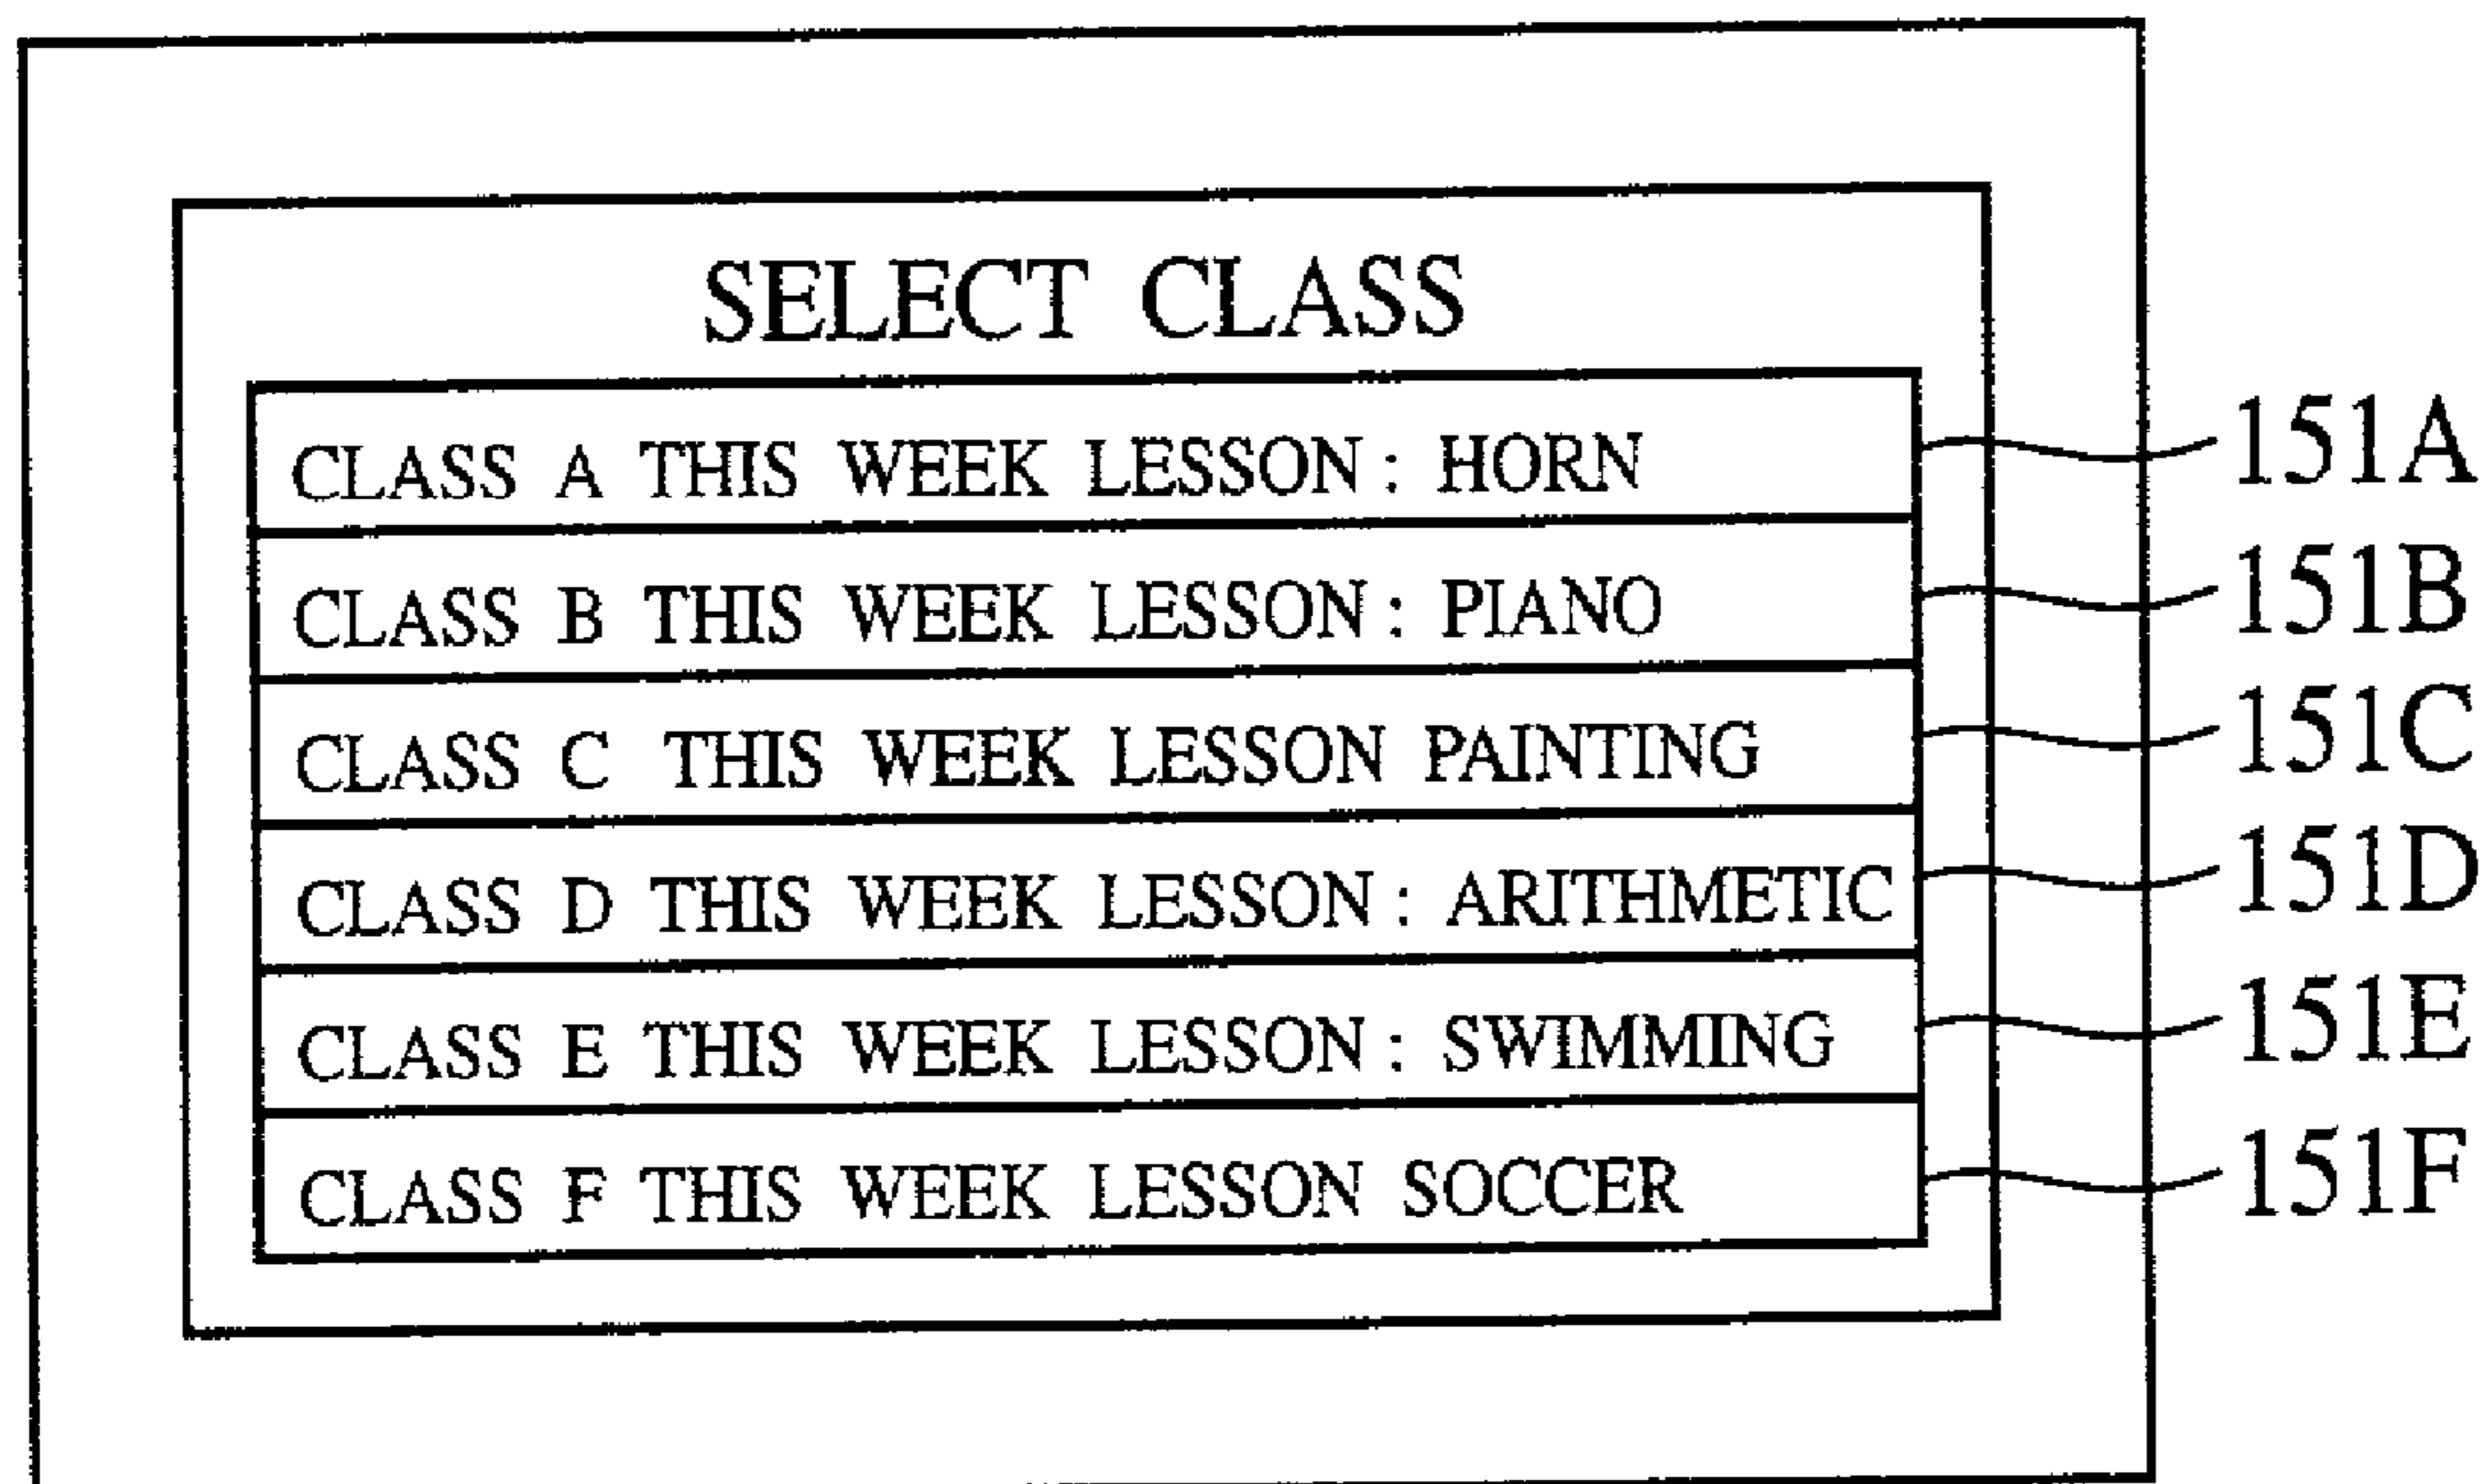 SELECT CLASS
CLASS A THIS WEEK LESSON : HORN 151A
CLASS B THIS WEEK LESSON : PIANO 151B
CLASS C THIS WEEK LESSON PAINTING 151C
CLASS D THIS WEEK LESSON : ARITHMETIC 151D
CLASS E THIS WEEK LESSON : SWIMMING 151E
CLASS F THIS WEEK LESSON SOCCER 151F